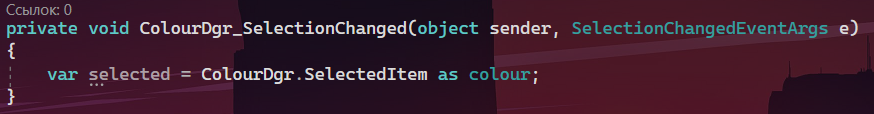 Ссылок: 0
private void ColourDgr_SelectionChanged(object sender, SelectionChangedEventArgs e)
{
    var selected = ColourDgr.SelectedItem as colour;
}